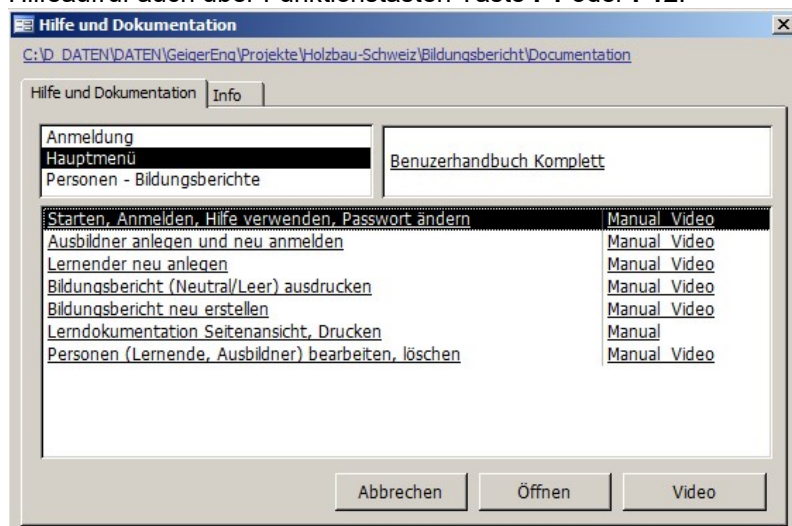 Hilfeaufruf auch über Funktionstasten Taste F1 oder F12.
Hilfe und Dokumentation
C:\D_DATEN\DATEN\GeigerEng\Projekte\Holzbau-Schweiz\Bildungsbericht\Documentation
Hilfe und Dokumentation Info
Anmeldung
Hauptmenü
Personen - Bildungsberichte
Benuzerhandbuch Komplett
Starten, Anmelden, Hilfe verwenden, Passwort ändern Manual Video
Ausbildner anlegen und neu anmelden Manual Video
Lernender neu anlegen Manual Video
Bildungsbericht (Neutral/Leer) ausdrucken Manual Video
Bildungsbericht neu erstellen Manual Video
Lerndokumentation Seitenansicht, Drucken Manual
Personen (Lernende, Ausbildner) bearbeiten, löschen Manual Video
Abbrechen Öffnen Video